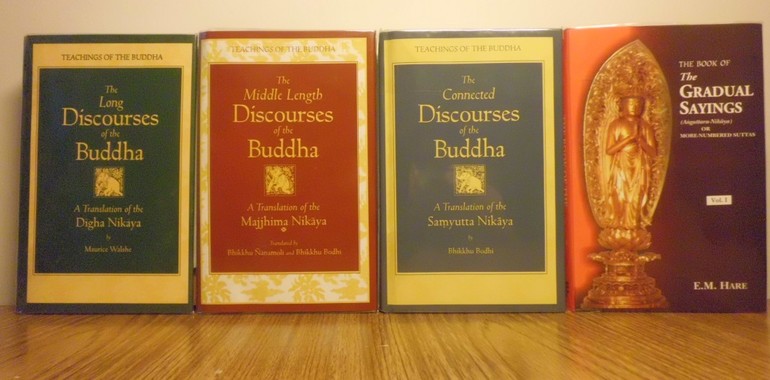 TEACHINGS OF THE BUDDHA
The
Long
Discourses
of the
Buddha
A Translation of the
Digha Nikāya
by
Maurice Walshe
TEACHINGS OF THE BUDDHA
The
Middle Length
Discourses
of the
Buddha
A Translation of the
Majjhima Nikāya
Translated by
Bhikkhu Ñāṇamoli and Bhikkhu Bodhi
TEACHINGS OF THE BUDDHA
The
Connected
Discourses
of the
Buddha
A Translation of the
Saṃyutta Nikāya
by
Bhikkhu Bodhi
THE BOOK OF
The
GRADUAL
SAYINGS
(Anguttara-Nikāya)
OR
MORE-NUMBERED SUTTAS
Vol. I
E.M. HARE